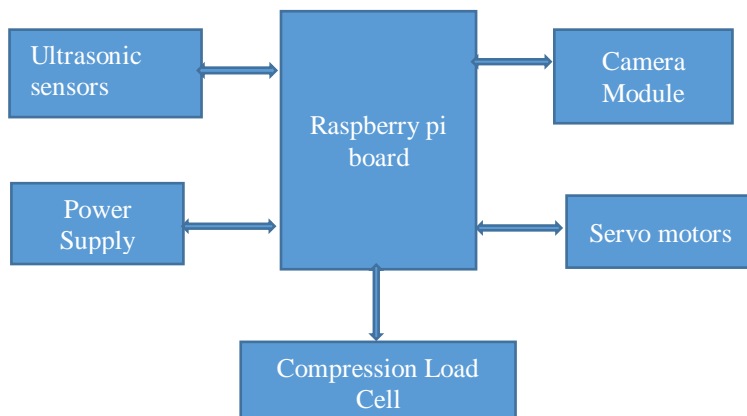 Ultrasonic
sensors
Raspberry pi
board
Camera
Module
Power
Supply
Servo motors
Compression Load
Cell